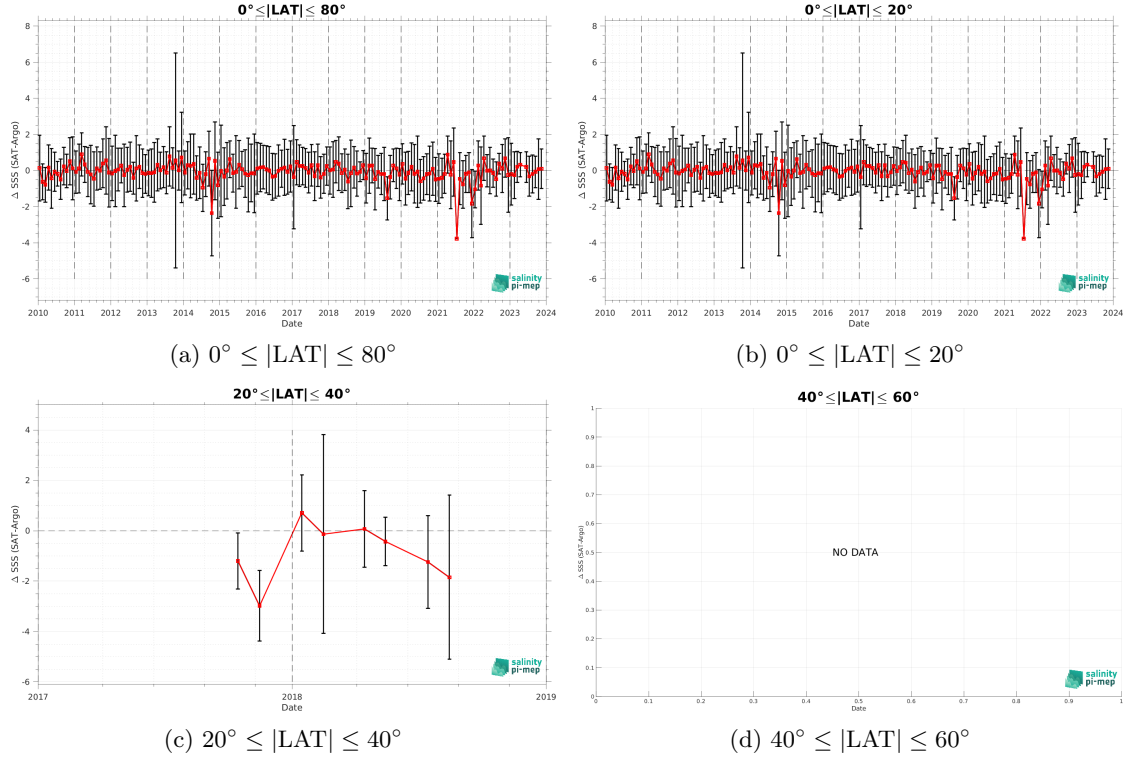 0°≤|LAT|≤ 80°
8
6
4
2
0
-2
-4
-6
Δ SSS (SAT-Argo)
2010 2011 2012 2013 2014 2015 2016 2017 2018 2019 2020 2021 2022 2023 2024
Date
salinity
pi-mep
(a) 0° ≤ |LAT| ≤ 80°
0°≤|LAT|≤ 20°
8
6
4
2
0
-2
-4
-6
Δ SSS (SAT-Argo)
2010 2011 2012 2013 2014 2015 2016 2017 2018 2019 2020 2021 2022 2023 2024
Date
salinity
pi-mep
(b) 0° ≤ |LAT| ≤ 20°
20°≤|LAT|≤ 40°
4
2
0
-2
-4
-6
Δ SSS (SAT-Argo)
2017 2018 2019
Date
salinity
pi-mep
(c) 20° ≤ |LAT| ≤ 40°
40°≤|LAT|≤ 60°
1
0.9
0.8
0.7
0.6
0.5
0.4
0.3
0.2
0.1
0
Δ SSS (SAT-Argo)
NO DATA
0 0.1 0.2 0.3 0.4 0.5 0.6 0.7 0.8 0.9 1
Date
salinity
pi-mep
(d) 40° ≤ |LAT| ≤ 60°